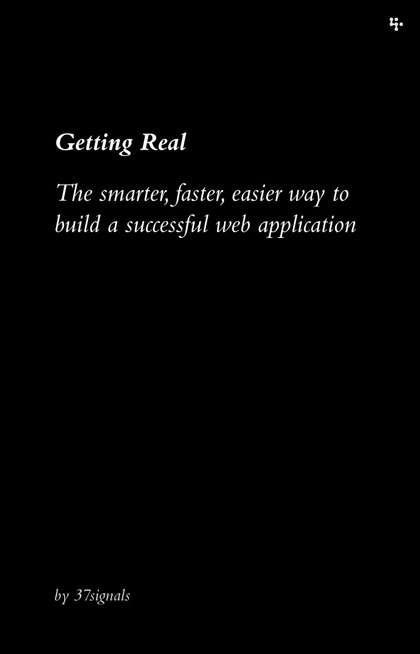 Getting Real
The smarter, faster, easier way to
build a successful web application
by 37signals